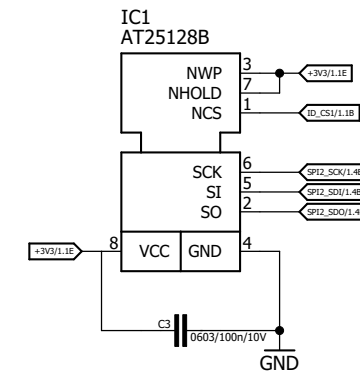 IC1
AT25128B
NWP 3 +3V3/1.1E
NHOLD 7
NCS 1 ID_CS1/1.1B
SCK 6 SPI2_SCK/1.4B
SI 5 SPI2_SDI/1.4B
SO 2 SPI2_SDO/1.4
+3V3/1.1E 8 VCC GND 4
C3
0603/100n/10V
GND